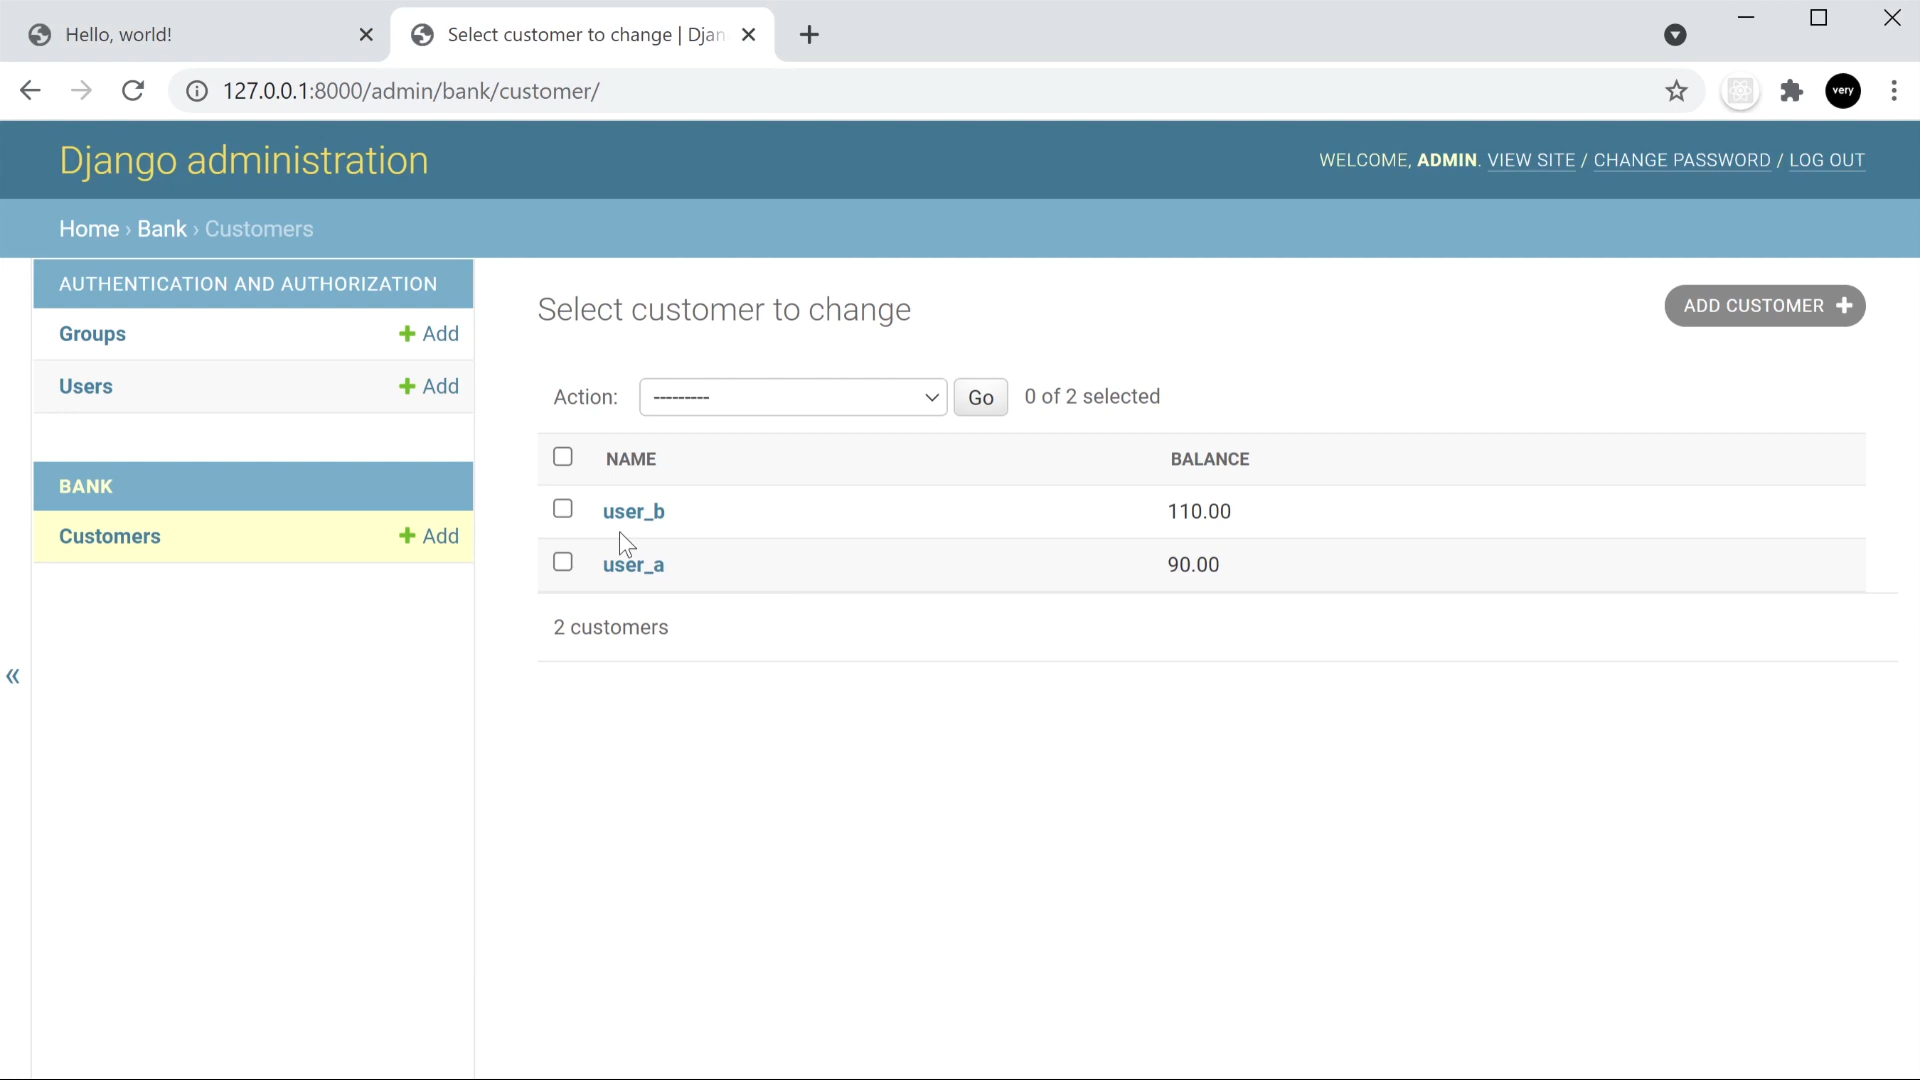 Hello, world!
Select customer to change | Djan
127.0.0.1:8000/admin/bank/customer/
very
Django administration
WELCOME, ADMIN. VIEW SITE / CHANGE PASSWORD / LOG OUT
Home › Bank › Customers
AUTHENTICATION AND AUTHORIZATION
Groups + Add
Users + Add
BANK
Customers + Add
«
Select customer to change
ADD CUSTOMER +
Action: --------- Go 0 of 2 selected
NAME BALANCE
user_b 110.00
user_a 90.00
2 customers